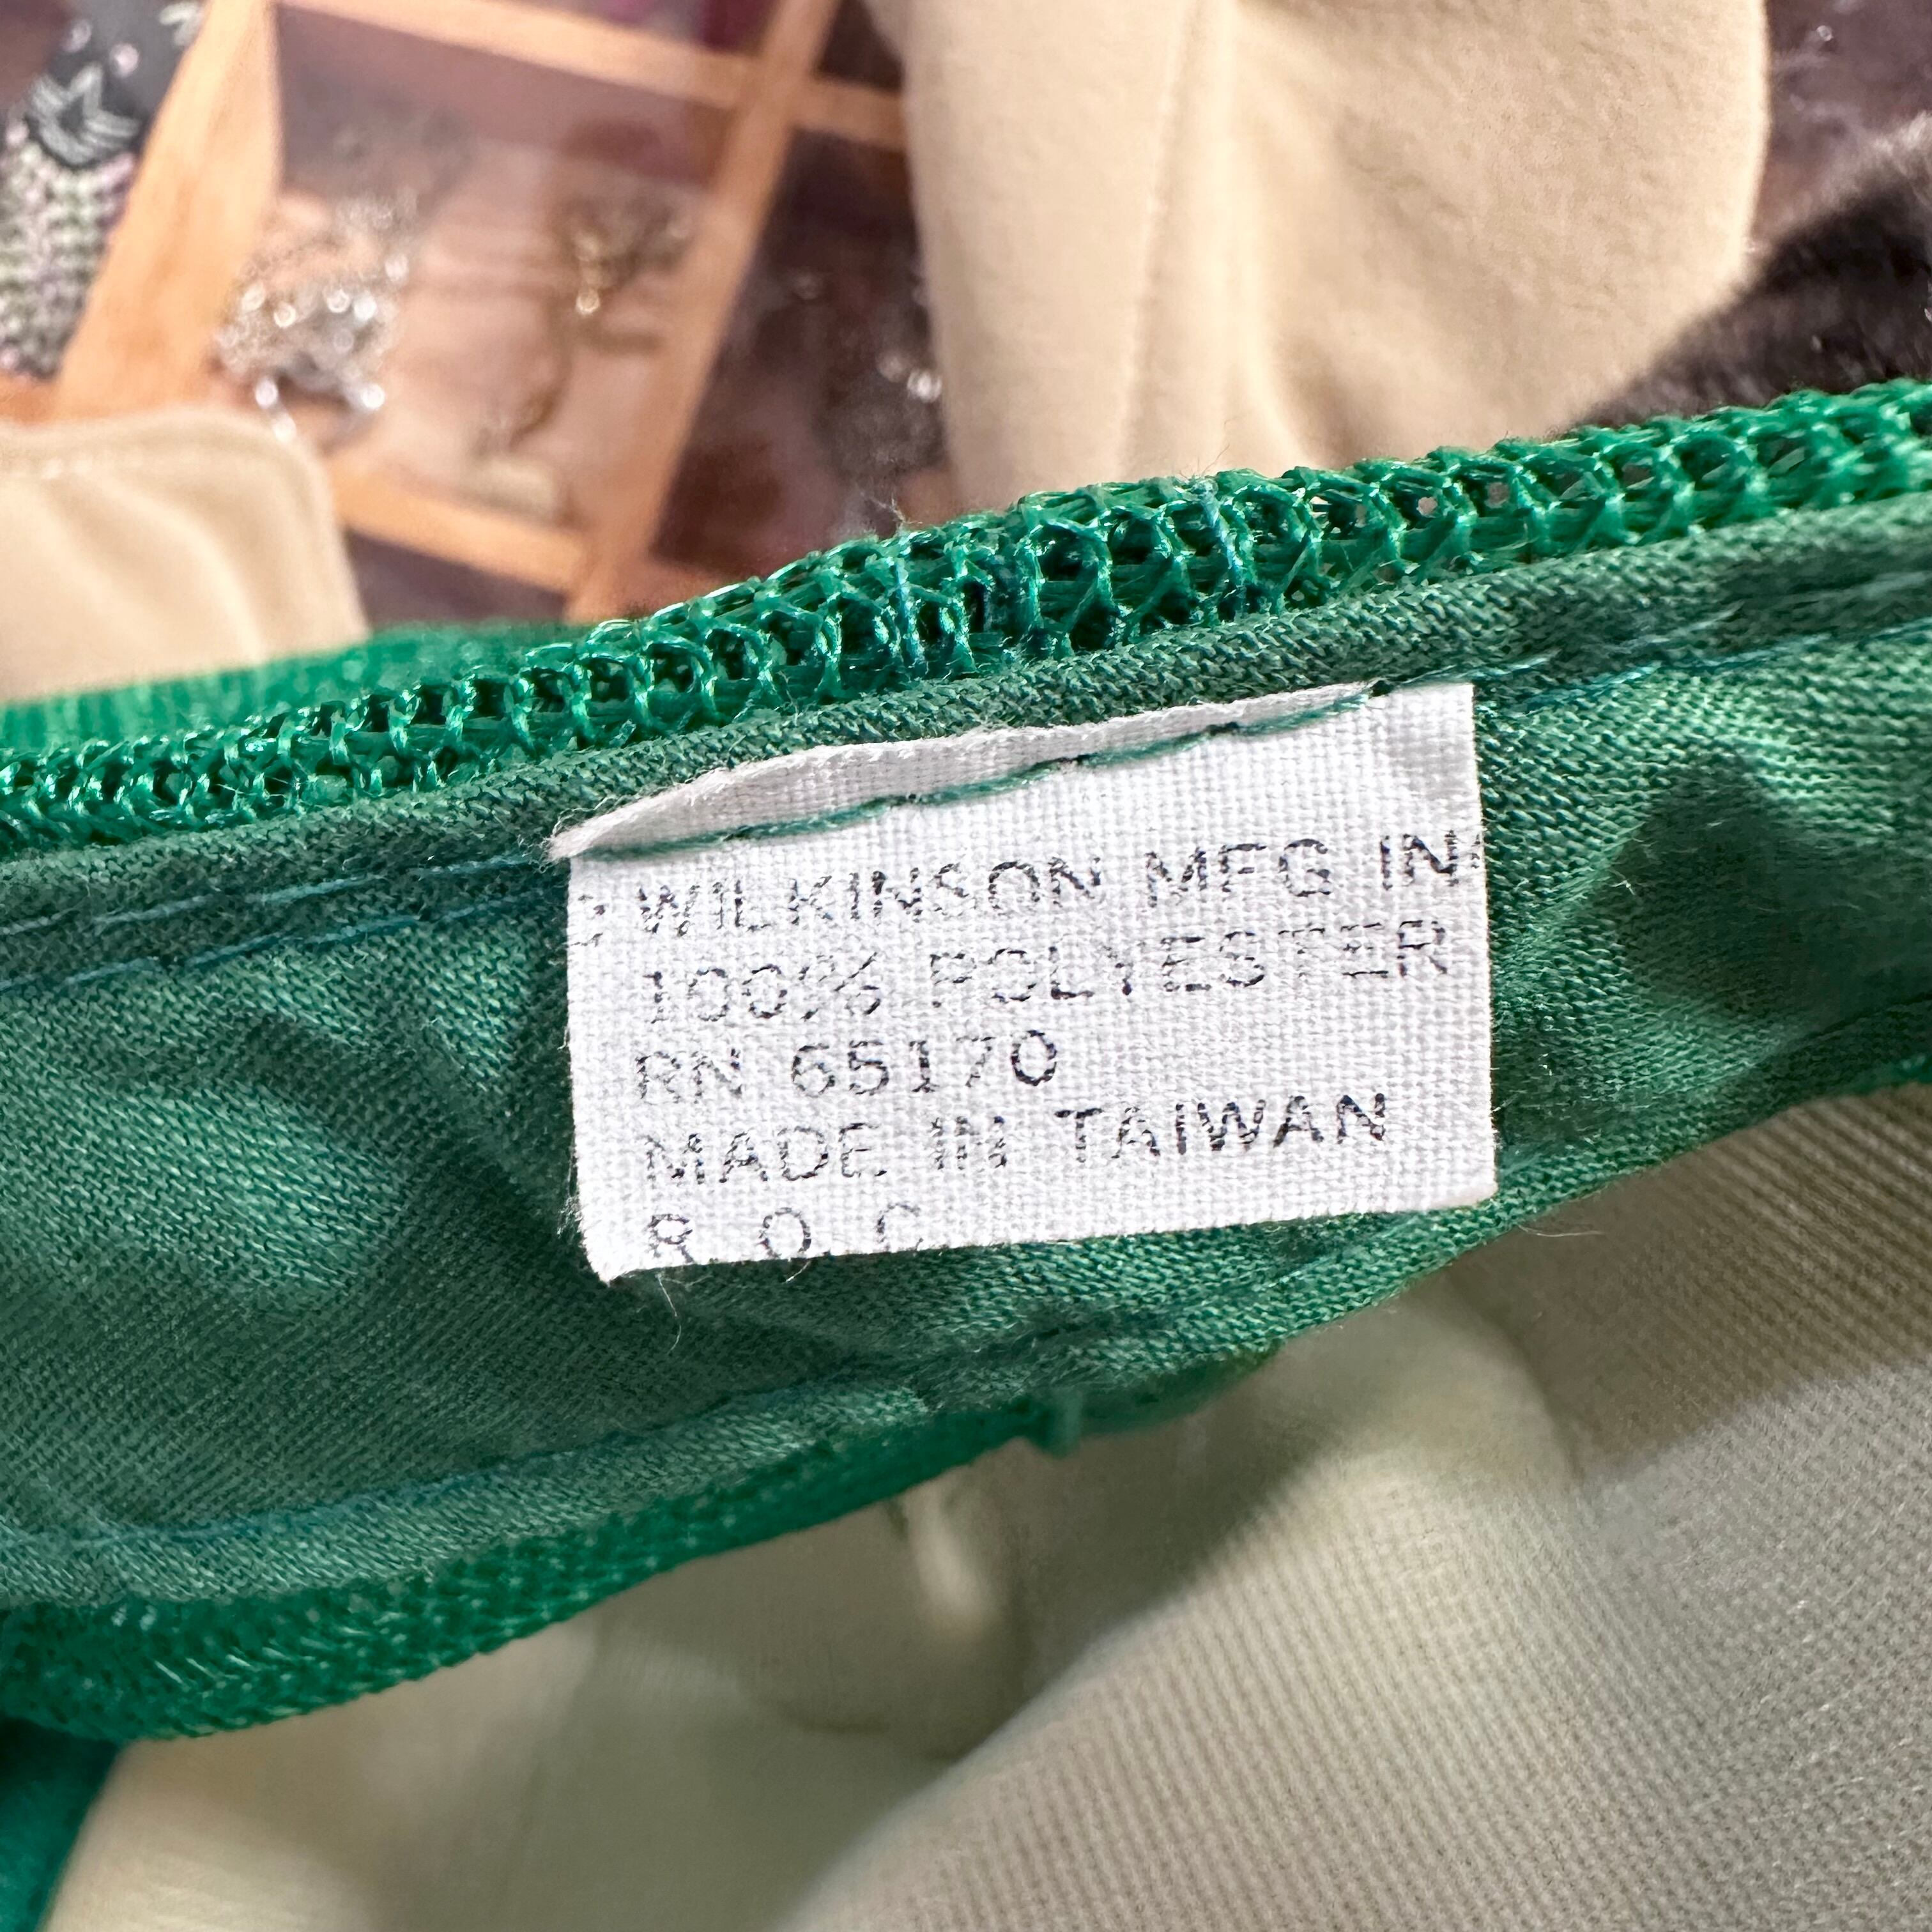 WILKINSON MFG IN
100% POLYESTER
RN 65170
MADE IN TAIWAN
R O C